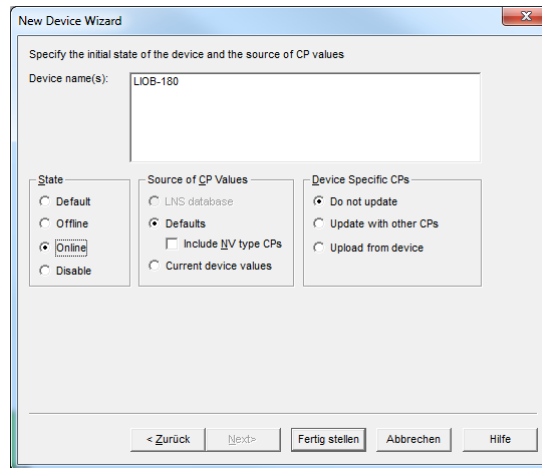 New Device Wizard
Specify the initial state of the device and the source of CP values
Device name(s):
LIOB-180
State
Default
Offline
Online
Disable
Source of CP Values
LNS database
Defaults
Include NV type CPs
Current device values
Device Specific CPs
Do not update
Update with other CPs
Upload from device
< Zurück
Next>
Fertig stellen
Abbrechen
Hilfe